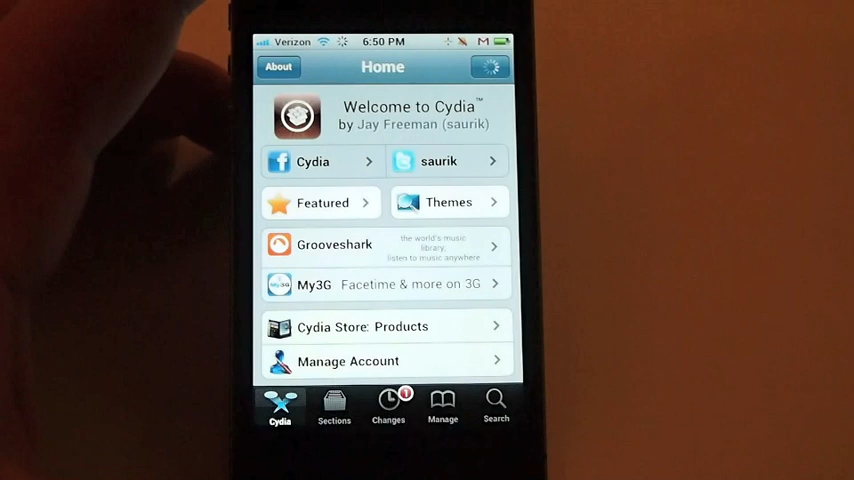 Verizon 6:50 PM
About Home
Welcome to Cydia™
by Jay Freeman (saurik)
Cydia saurik
Featured Themes
Grooveshark the world's music
library,
listen to music anywhere
My3G Facetime & more on 3G
Cydia Store: Products
Manage Account
1
Cydia Sections Changes Manage Search